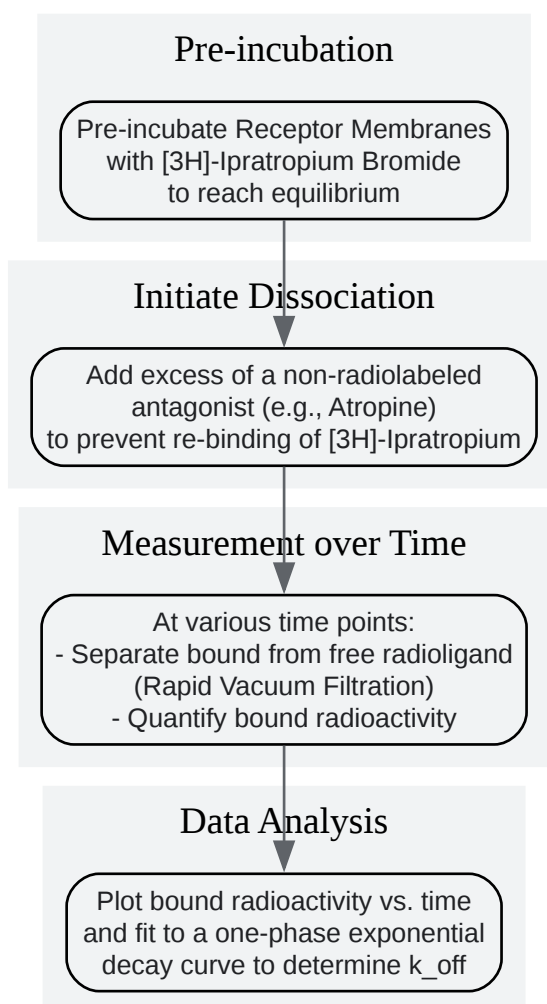 Pre-incubation
Pre-incubate Receptor Membranes
with [3H]-Ipratropium Bromide
to reach equilibrium
Initiate Dissociation
Add excess of a non-radiolabeled
antagonist (e.g., Atropine)
to prevent re-binding of [3H]-Ipratropium
Measurement over Time
At various time points:
- Separate bound from free radioligand
(Rapid Vacuum Filtration)
- Quantify bound radioactivity
Data Analysis
Plot bound radioactivity vs. time
and fit to a one-phase exponential
decay curve to determine k_off